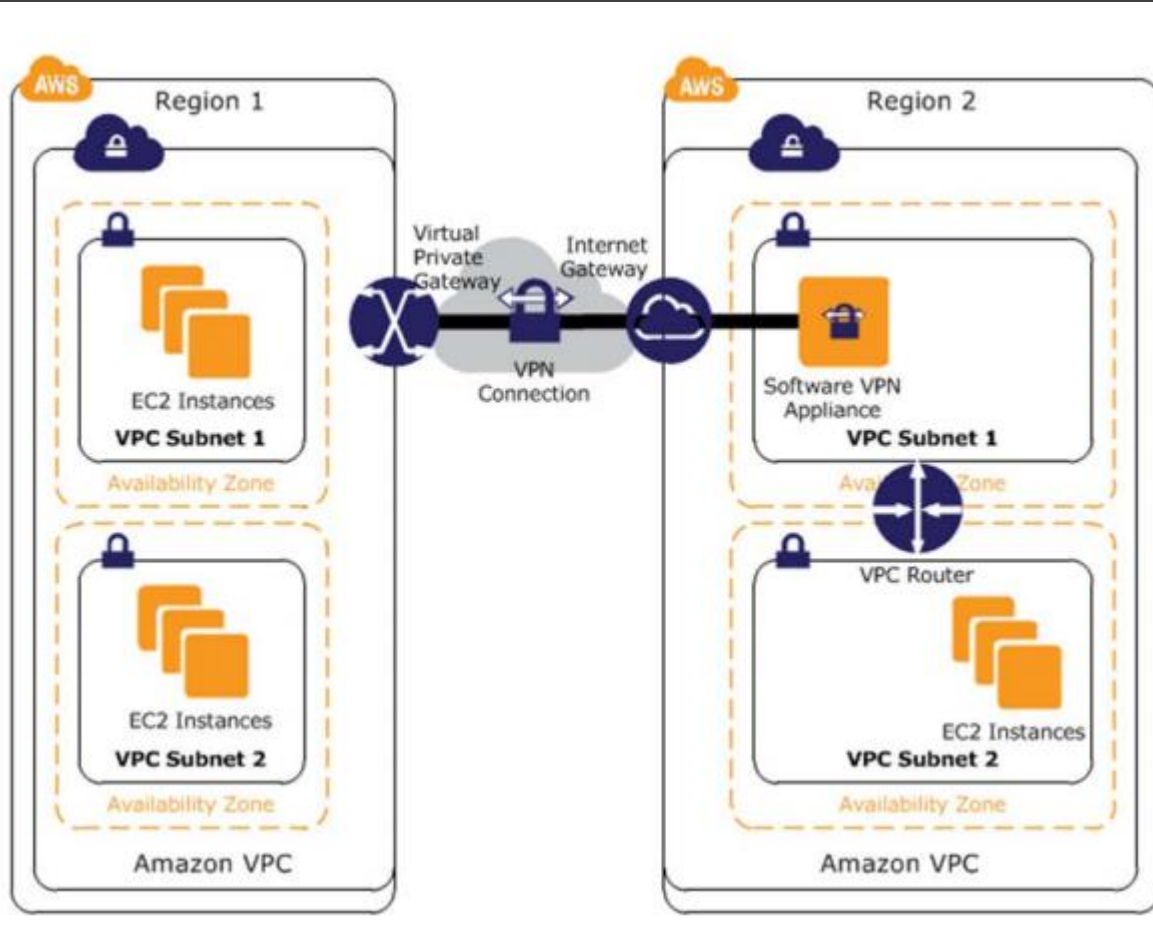 AWS
Region 1
Virtual
Private
Gateway
Internet
Gateway
VPN
Connection
EC2 Instances
VPC Subnet 1
Availability Zone
EC2 Instances
VPC Subnet 2
Availability Zone
Amazon VPC
AWS
Region 2
Software VPN
Appliance
VPC Subnet 1
Availability Zone
VPC Router
EC2 Instances
VPC Subnet 2
Availability Zone
Amazon VPC